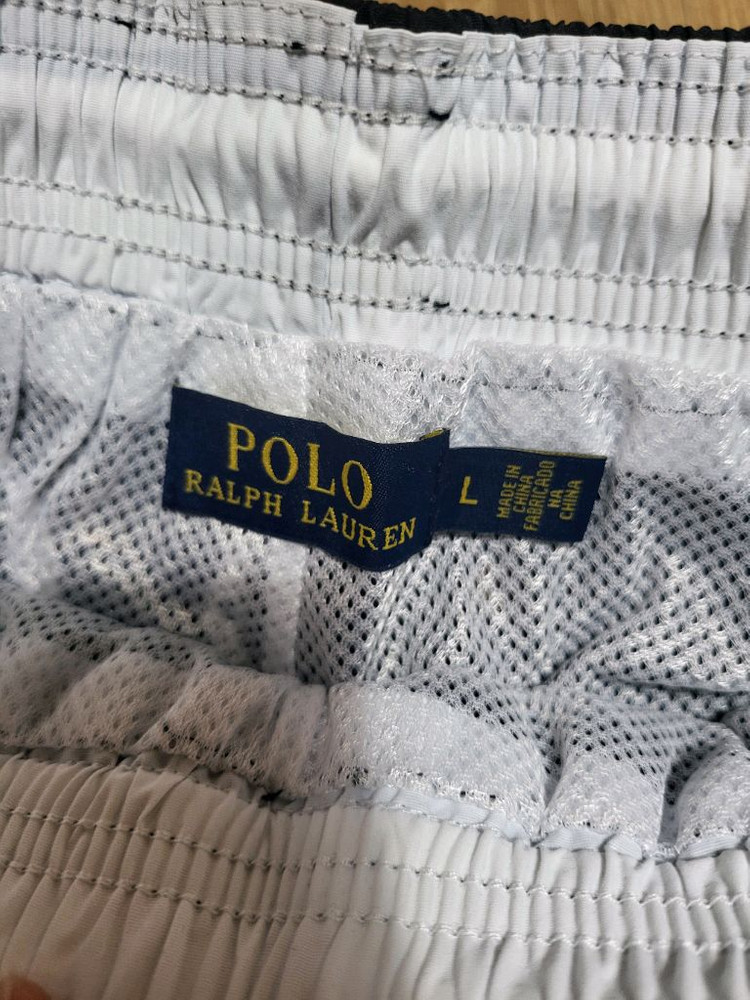 POLO
RALPH LAUREN
L
MADE IN
CHINA
FABRICADO
NA
CHINA